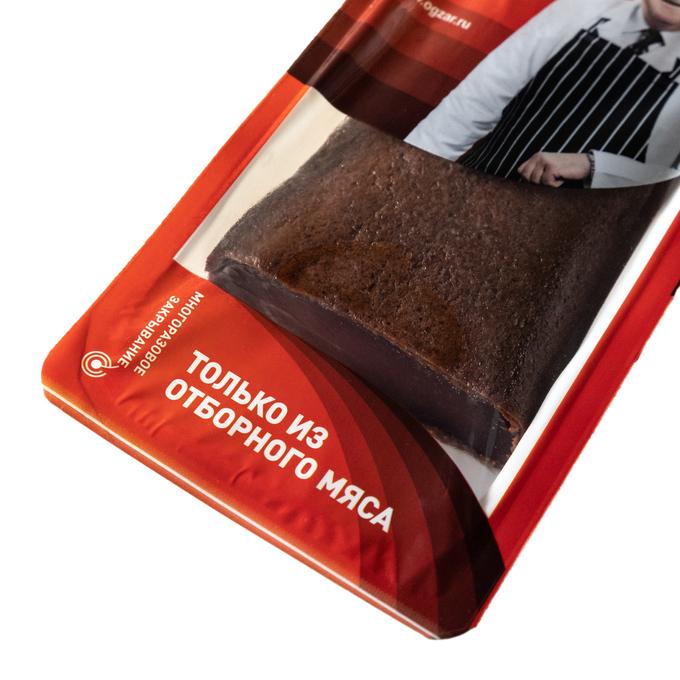 .ogzar.ru
МНОГОРАЗОВОЕ
ЗАКРЫВАНИЕ
ТОЛЬКО ИЗ
ОТБОРНОГО МЯСА